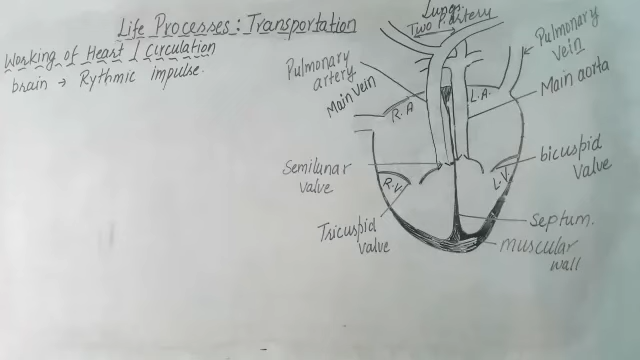 Life Processes: Transportation
Working of Heart / Circulation
brain → Rythmic impulse.
Lungs
Two P. artery
Pulmonary
vein
Pulmonary
artery
Main vein
Main aorta
R.A
L.A.
Semilunar
valve
bicuspid
valve
R.V.
L.V.
Tricuspid
valve
Septum.
muscular
wall